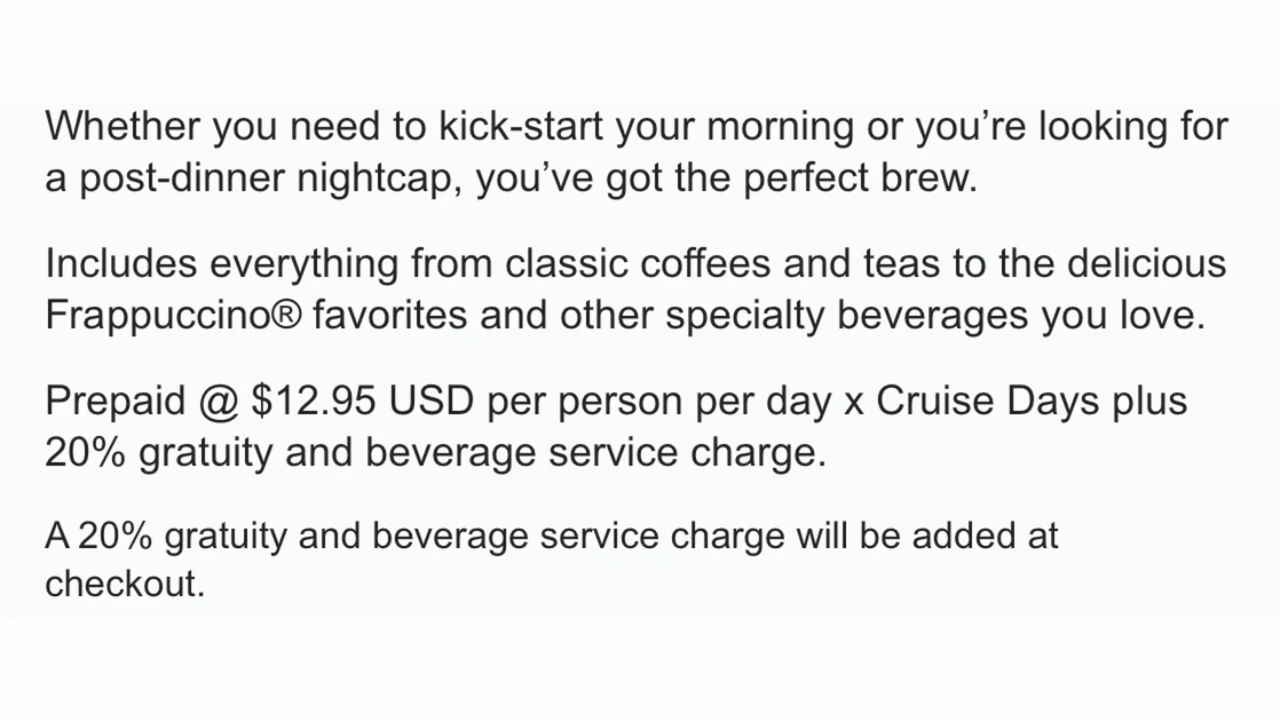 Whether you need to kick-start your morning or you’re looking for
a post-dinner nightcap, you’ve got the perfect brew.
Includes everything from classic coffees and teas to the delicious
Frappuccino® favorites and other specialty beverages you love.
Prepaid @ $12.95 USD per person per day x Cruise Days plus
20% gratuity and beverage service charge.
A 20% gratuity and beverage service charge will be added at
checkout.